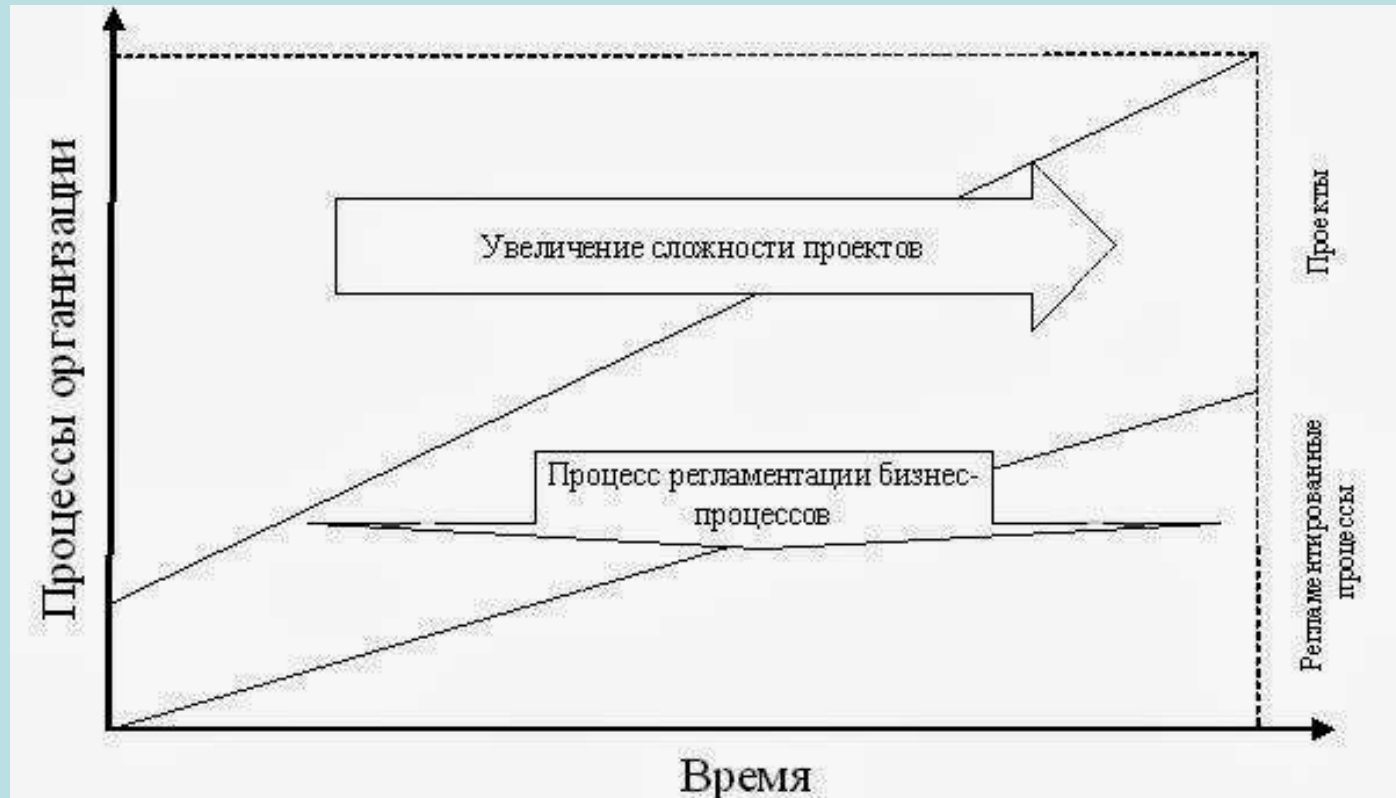 Процессы организации
Увеличение сложности проектов
Проекты
Процесс регламентации бизнес-
процессов
Регламентированные
процессы
Время